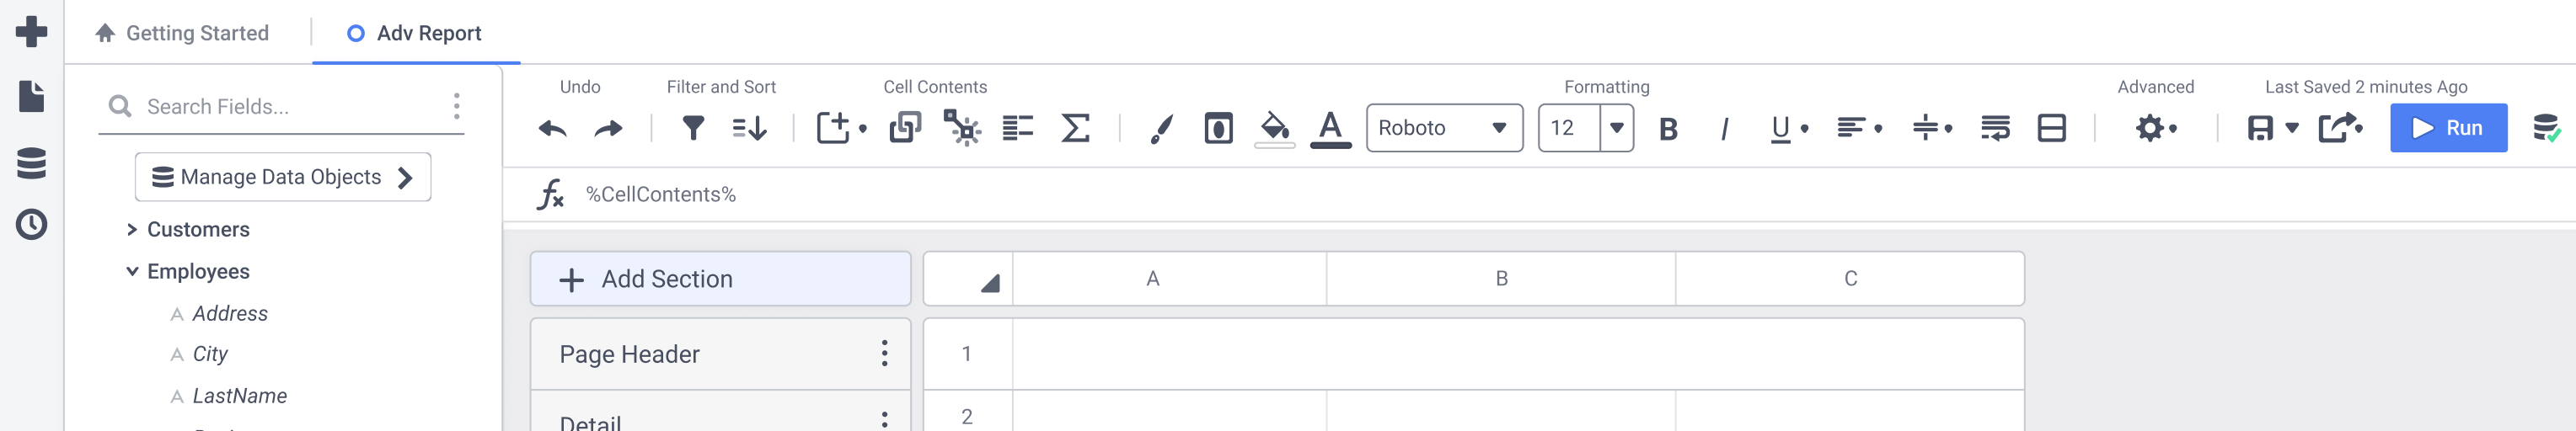 Getting Started
Adv Report
Search Fields...
Manage Data Objects
Customers
Employees
A Address
A City
A LastName
Undo
Filter and Sort
Cell Contents
Formatting
Advanced
Last Saved 2 minutes Ago
Roboto
12
B I U
A
Run
fx %CellContents%
Add Section
A B C
Page Header
1
Detail
2